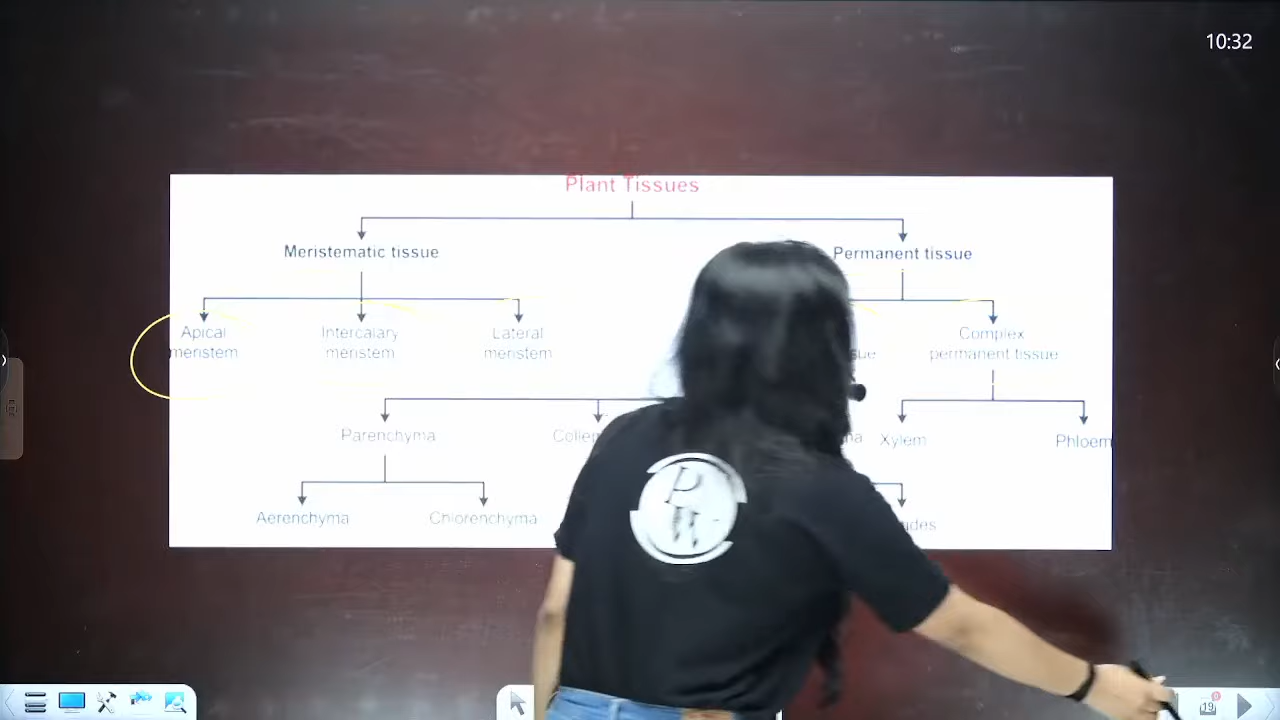 10:32
Plant Tissues
Meristematic tissue
Permanent tissue
Apical
meristem
Intercalary
meristem
Lateral
meristem
Complex
permanent tissue
Parenchyma
Xylem
Phloem
Aerenchyma
Chlorenchyma
19